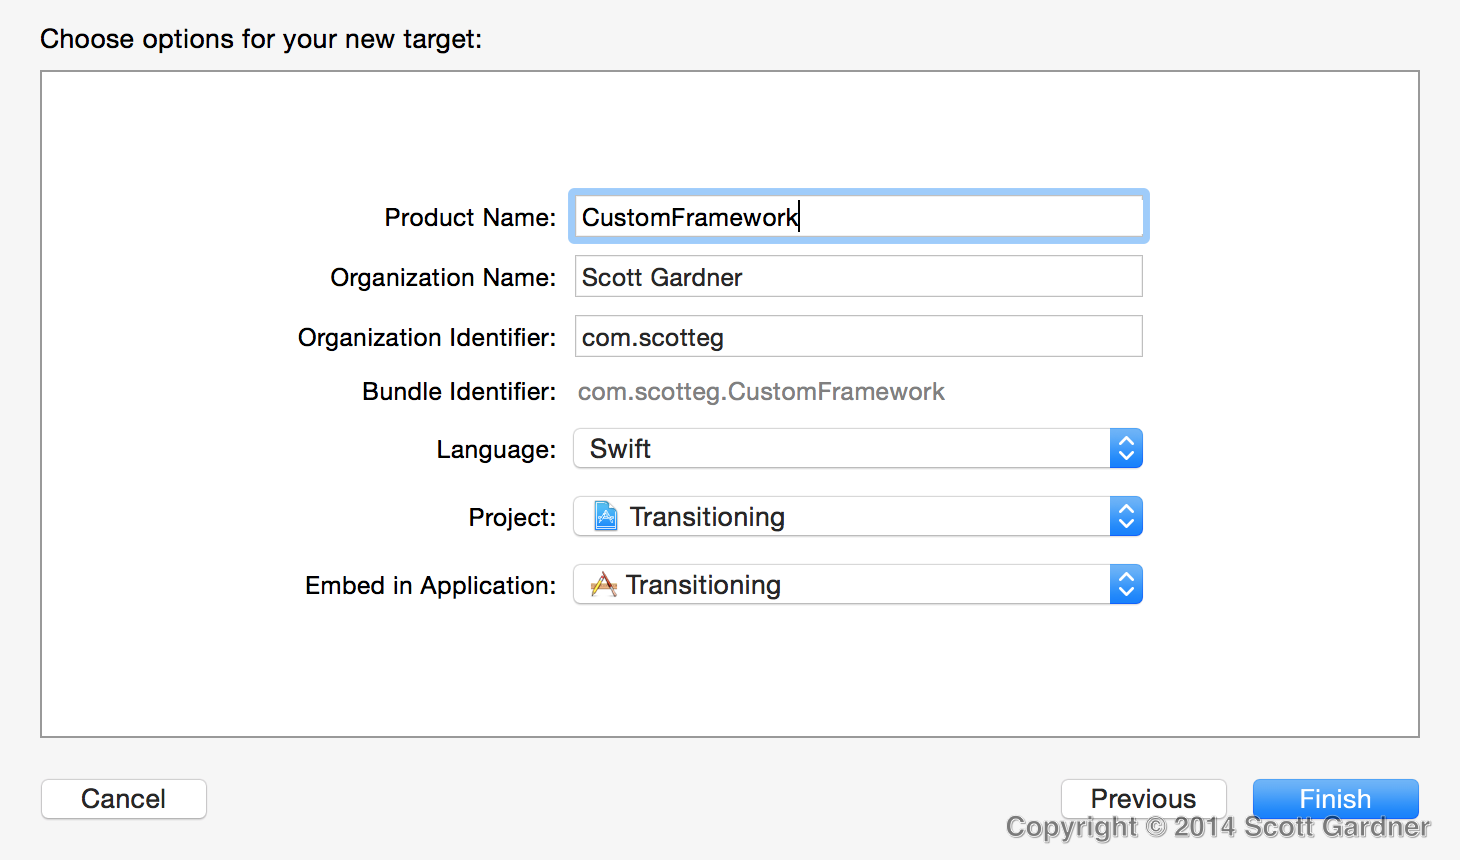 Choose options for your new target:
Product Name: CustomFramework
Organization Name: Scott Gardner
Organization Identifier: com.scotteg
Bundle Identifier: com.scotteg.CustomFramework
Language: Swift
Project: Transitioning
Embed in Application: Transitioning
Cancel Previous Finish
Copyright © 2014 Scott Gardner